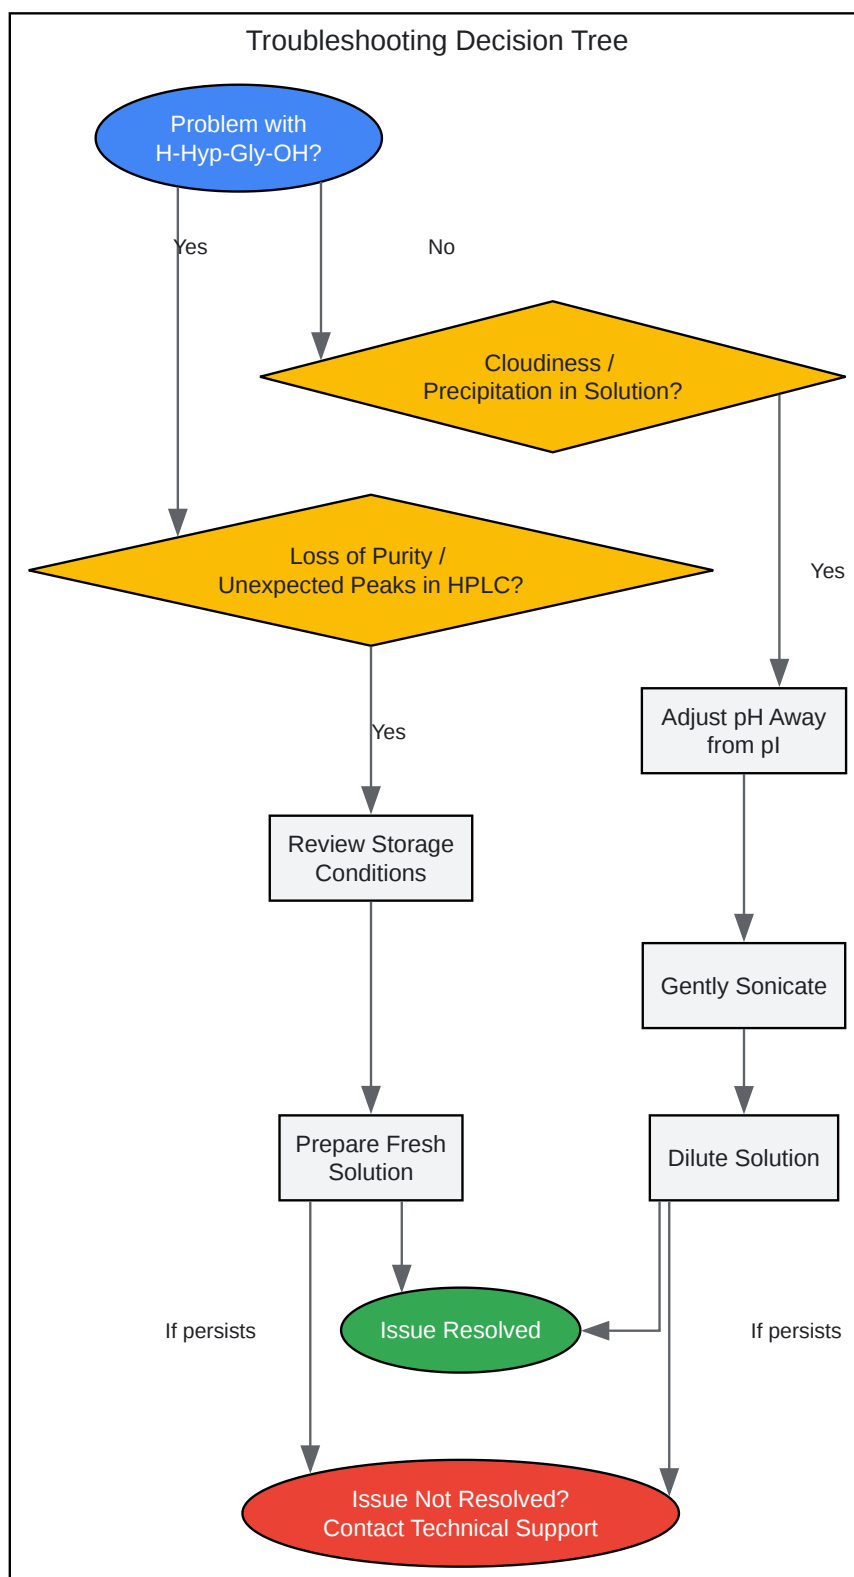 Troubleshooting Decision Tree
Problem with
H-Hyp-Gly-OH?
Yes
No
Cloudiness /
Precipitation in Solution?
Loss of Purity /
Unexpected Peaks in HPLC?
Yes
Adjust pH Away
from pI
Yes
Review Storage
Conditions
Gently Sonicate
Prepare Fresh
Solution
Dilute Solution
If persists
Issue Resolved
If persists
Issue Not Resolved?
Contact Technical Support